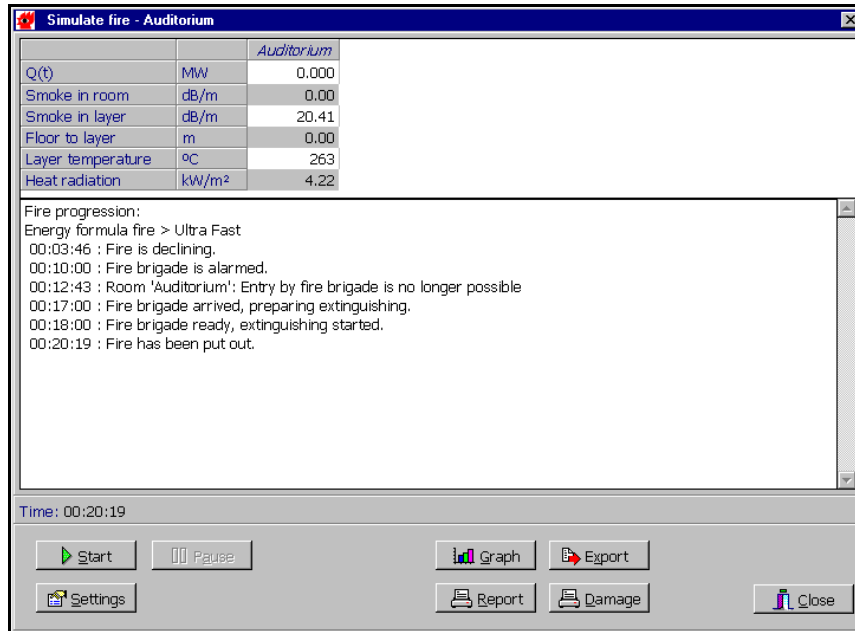 Simulate fire - Auditorium
Auditorium
Q(t) MW 0.000
Smoke in room dB/m 0.00
Smoke in layer dB/m 20.41
Floor to layer m 0.00
Layer temperature ºC 263
Heat radiation kW/m² 4.22
Fire progression:
Energy formula fire > Ultra Fast
00:03:46 : Fire is declining.
00:10:00 : Fire brigade is alarmed.
00:12:43 : Room 'Auditorium': Entry by fire brigade is no longer possible
00:17:00 : Fire brigade arrived, preparing extinguishing.
00:18:00 : Fire brigade ready, extinguishing started.
00:20:19 : Fire has been put out.
Time: 00:20:19
Start Pause Graph Export
Settings Report Damage Close